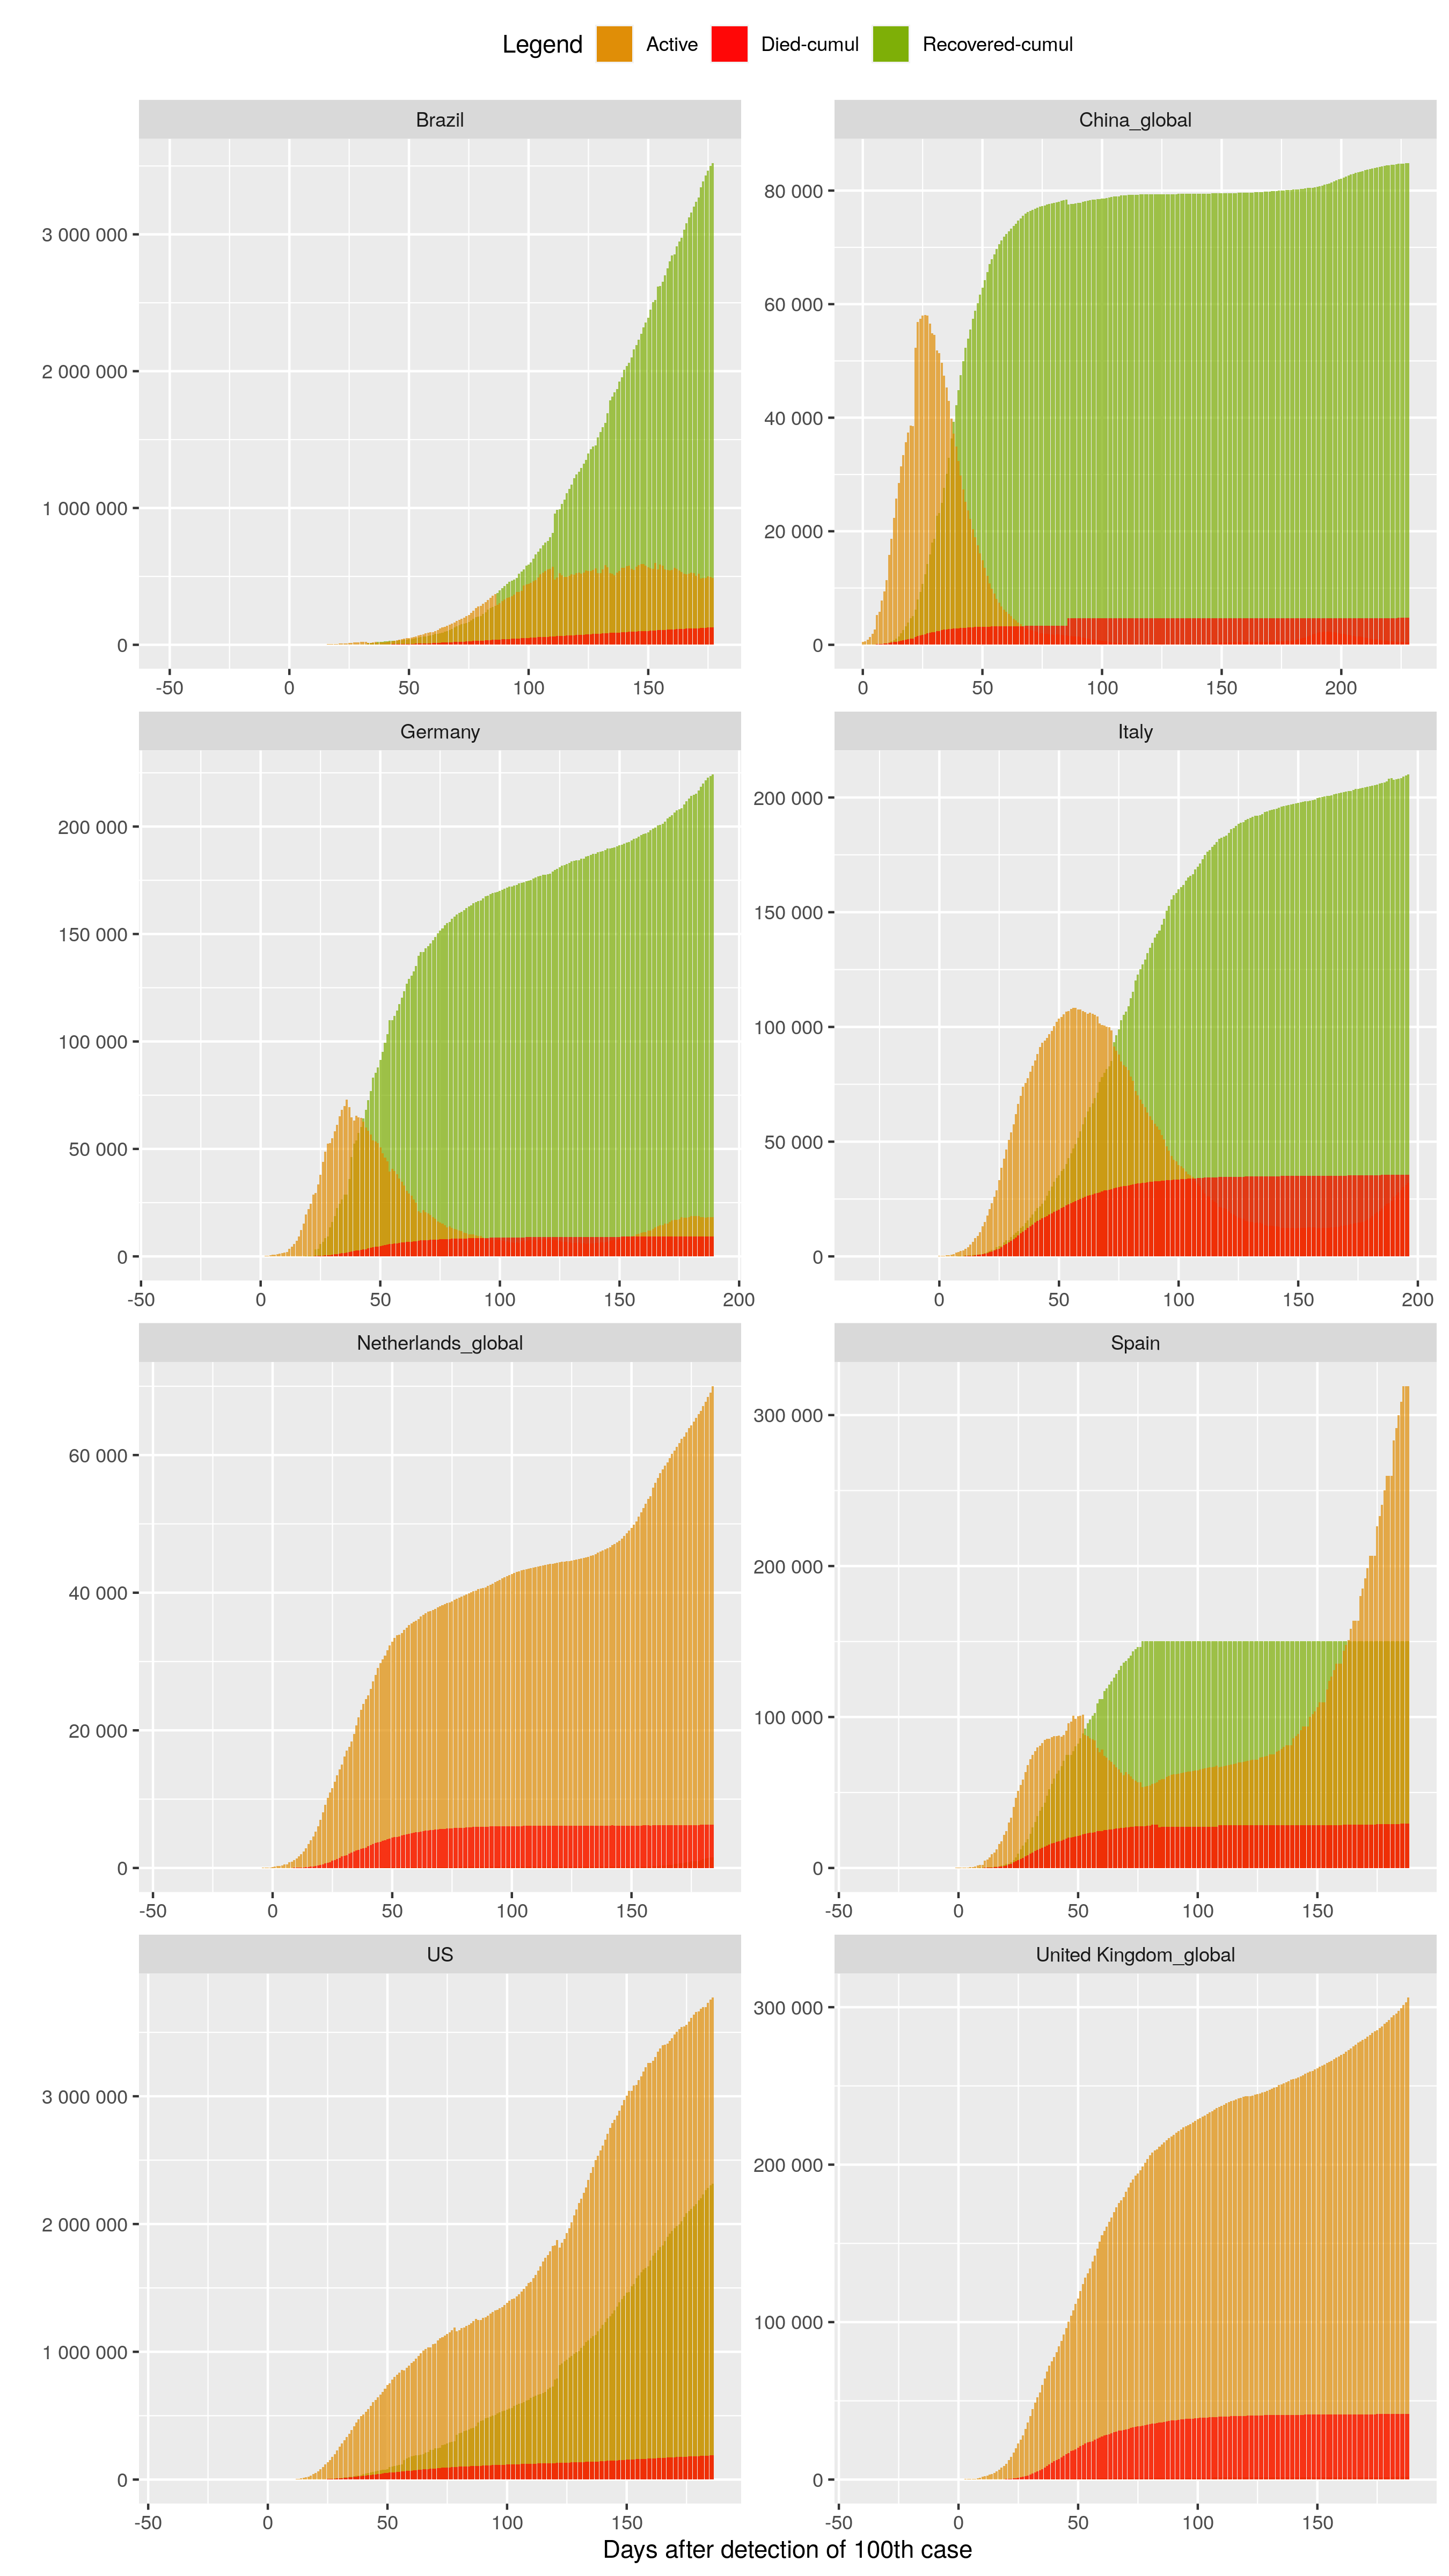 Legend Active Died-cumul Recovered-cumul
Brazil
3 000 000
2 000 000
1 000 000
0
-50 0 50 100 150
China_global
80 000
60 000
40 000
20 000
0
0 50 100 150 200
Germany
200 000
150 000
100 000
50 000
0
-50 0 50 100 150 200
Italy
200 000
150 000
100 000
50 000
0
0 50 100 150 200
Netherlands_global
60 000
40 000
20 000
0
-50 0 50 100 150
Spain
300 000
200 000
100 000
0
-50 0 50 100 150
US
3 000 000
2 000 000
1 000 000
0
-50 0 50 100 150
United Kingdom_global
300 000
200 000
100 000
0
-50 0 50 100 150
Days after detection of 100th case